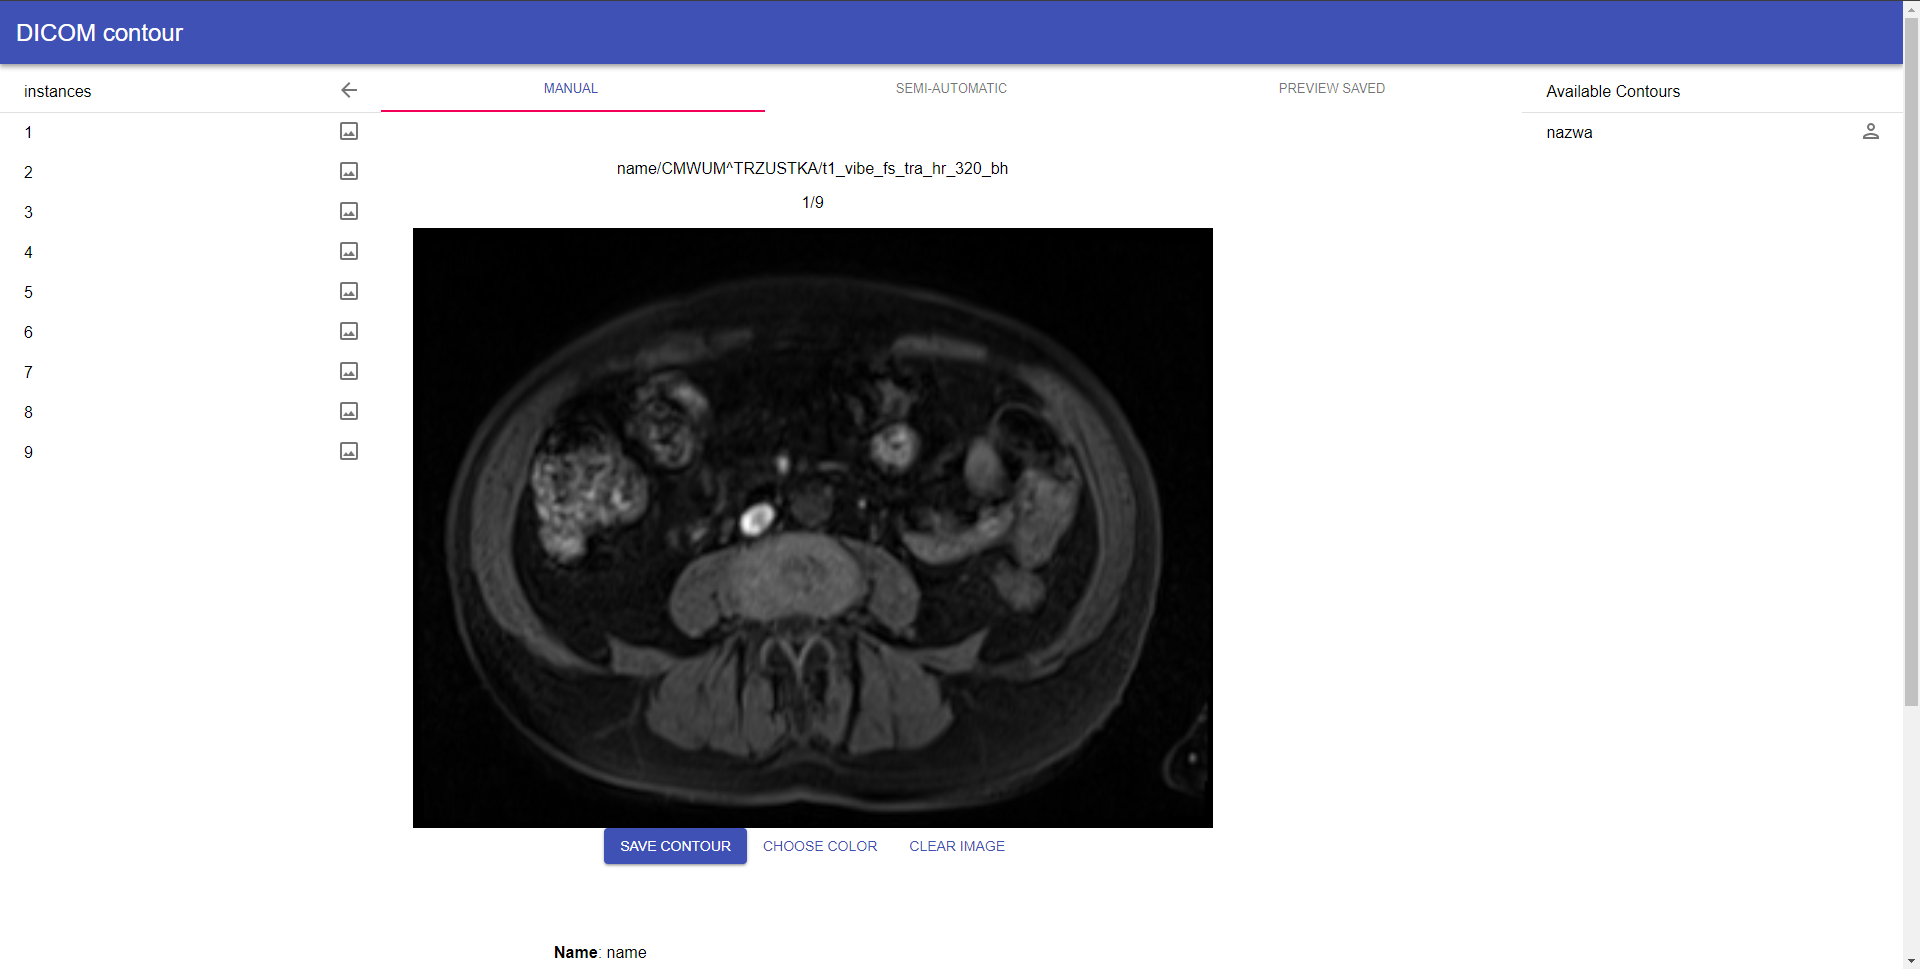 DICOM contour
instances
1
2
3
4
5
6
7
8
9
MANUAL
SEMI-AUTOMATIC
PREVIEW SAVED
name/CMWUM^TRZUSTKA/t1_vibe_fs_tra_hr_320_bh
1/9
SAVE CONTOUR
CHOOSE COLOR
CLEAR IMAGE
Name: name
Available Contours
nazwa